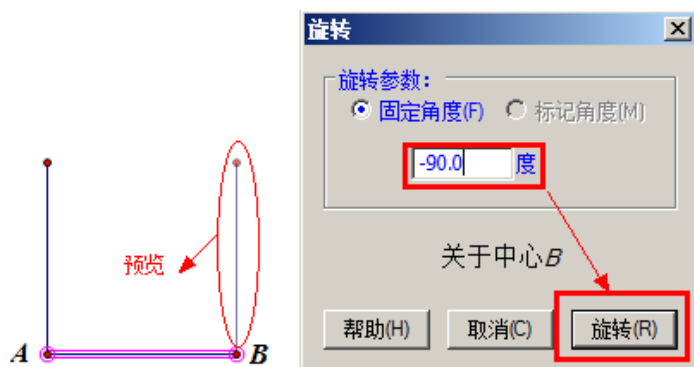 预览
A
B
旋转
旋转参数:
固定角度(F) 标记角度(M)
-90.0 度
关于中心B
帮助(H) 取消(C) 旋转(R)